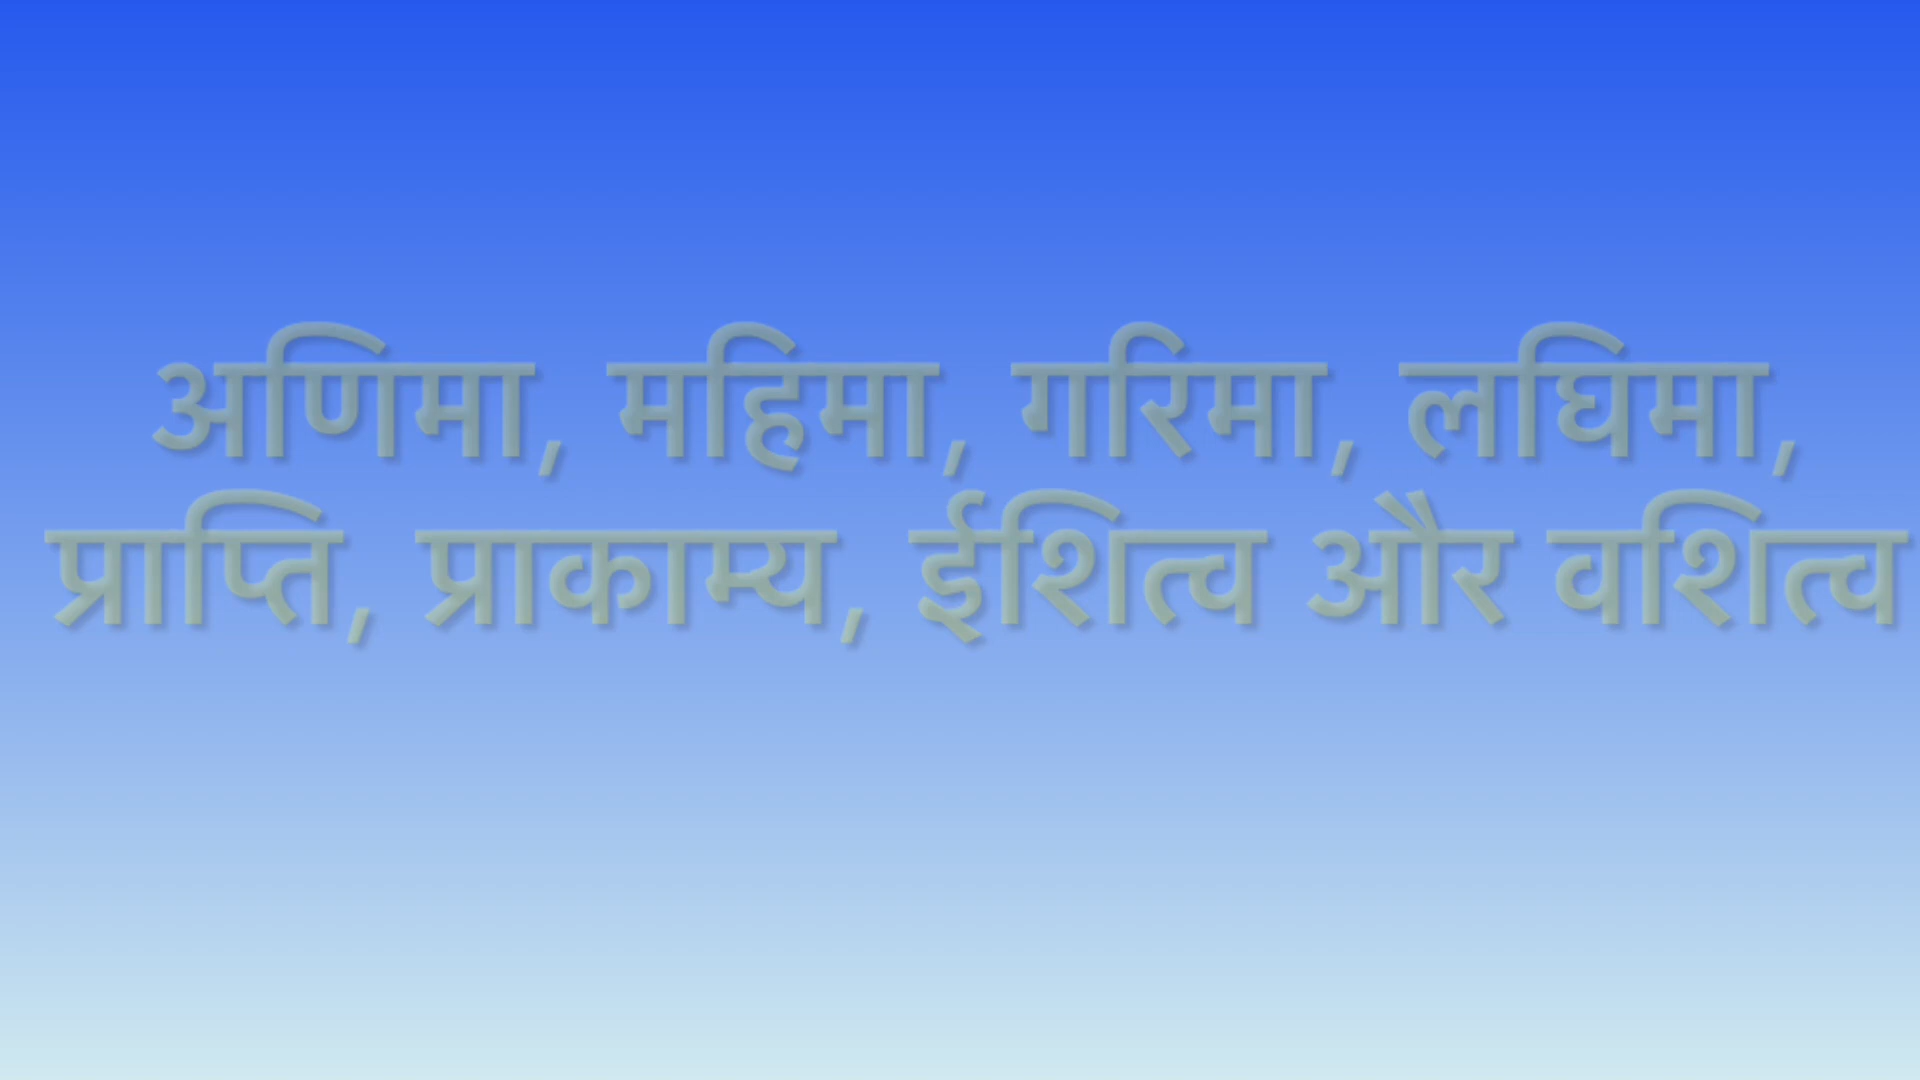 अणिमा, महिमा, गरिमा, लघिमा,
प्राप्ति, प्राकाम्य, ईशित्व और वशित्व